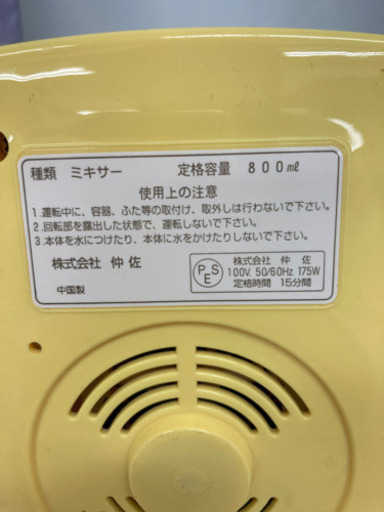 種類 ミキサー 定格容量 800㎖
使用上の注意
1.運転中に、容器、ふた等の取付け、取外しは行わないで下さい。
2.回転部を露出した状態で、運転しないで下さい。
3.本体を水につけたり、本体に水をかけたりしないで下さい。
株式会社 仲佐
中国製
PSE
株式会社 仲佐
100V 50/60Hz 175W
定格時間 15分間